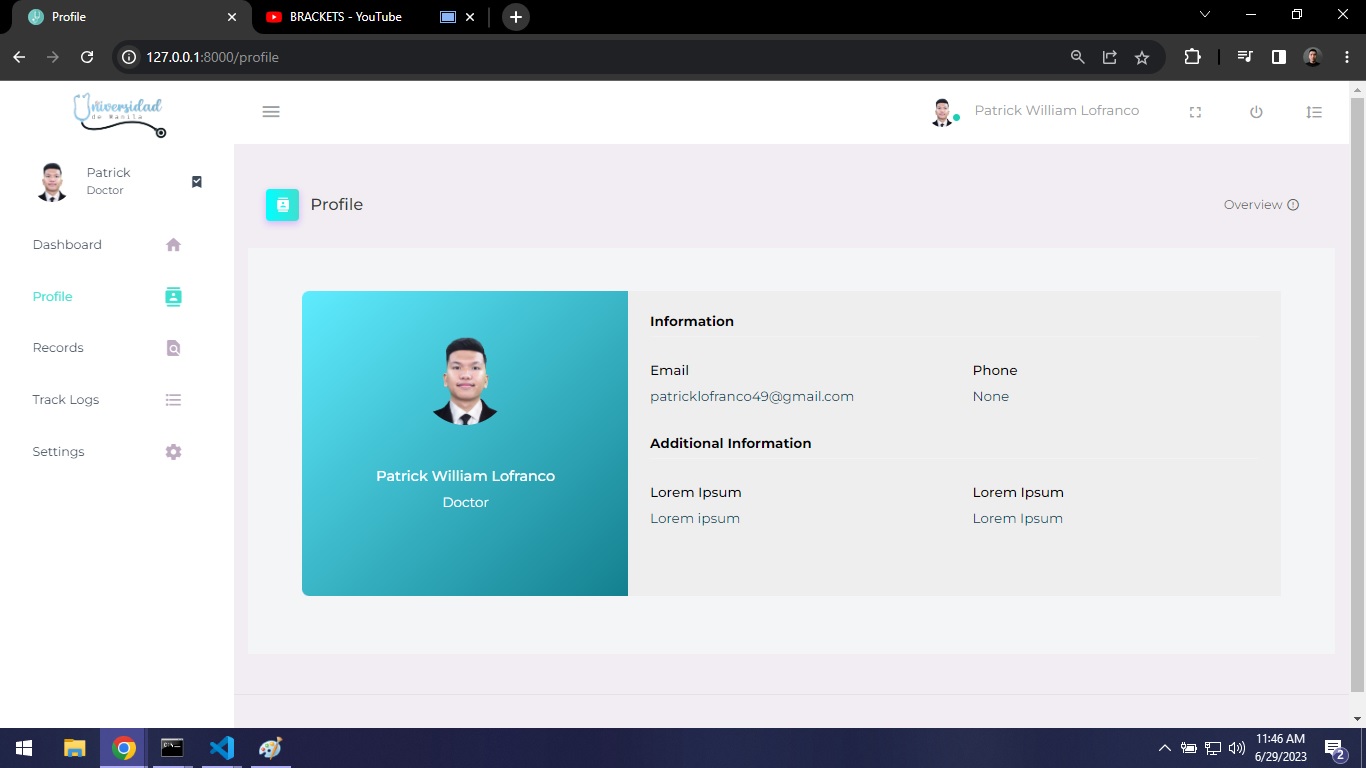 Profile
BRACKETS - YouTube
127.0.0.1:8000/profile
Universidad
de Manila
Patrick William Lofranco
Patrick
Doctor
Dashboard
Profile
Records
Track Logs
Settings
Profile
Overview
Patrick William Lofranco
Doctor
Information
Email
Phone
patricklofranco49@gmail.com
None
Additional Information
Lorem Ipsum
Lorem Ipsum
Lorem ipsum
Lorem Ipsum
11:46 AM
6/29/2023
2